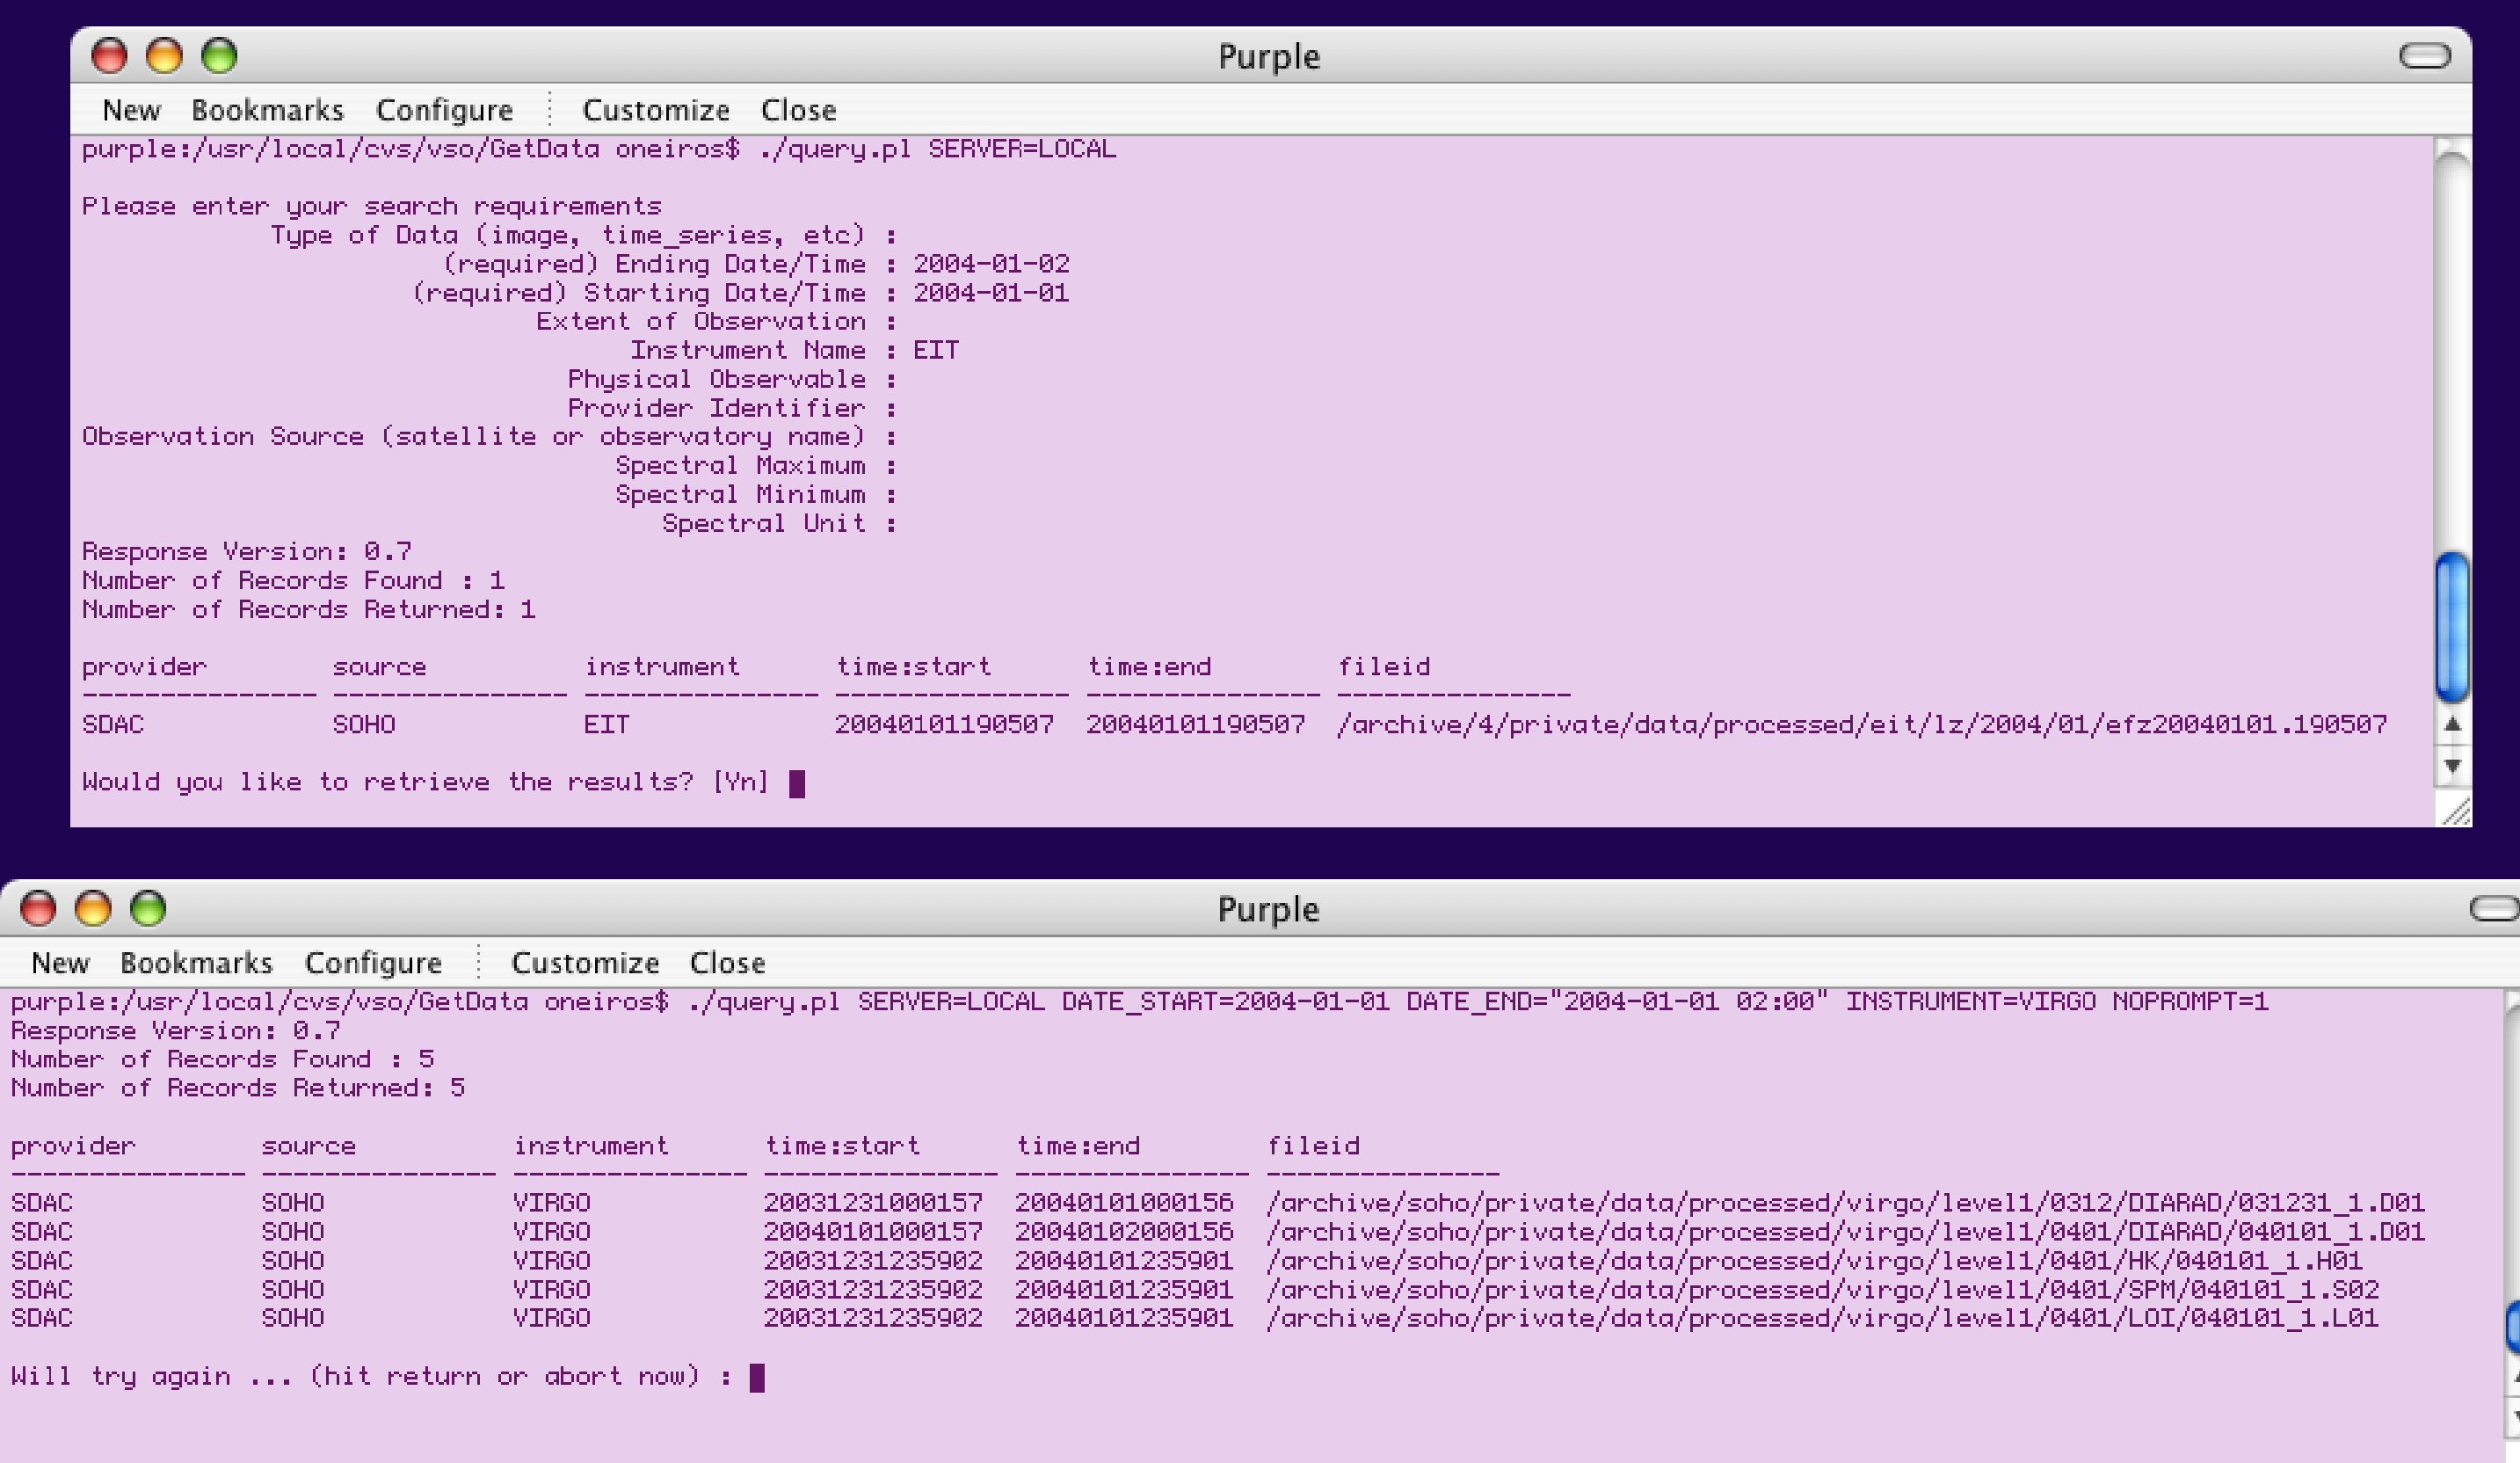 Purple
New Bookmarks Configure Customize Close
purple:/usr/local/cvs/vso/GetData oneiros$ ./query.pl SERVER=LOCAL
Please enter your search requirements
Type of Data (image, time_series, etc) :
(required) Ending Date/Time : 2004-01-02
(required) Starting Date/Time : 2004-01-01
Extent of Observation :
Instrument Name : EIT
Physical Observable :
Provider Identifier :
Observation Source (satellite or observatory name) :
Spectral Maximum :
Spectral Minimum :
Spectral Unit :
Response Version: 0.7
Number of Records Found : 1
Number of Records Returned: 1
provider source instrument time:start time:end fileid
--------------- --------------- --------------- --------------- --------------- ---------------
SDAC SOHO EIT 20040101190507 20040101190507 /archive/4/private/data/processed/eit/lz/2004/01/efz20040101.190507
Would you like to retrieve the results? [Yn]
Purple
New Bookmarks Configure Customize Close
purple:/usr/local/cvs/vso/GetData oneiros$ ./query.pl SERVER=LOCAL DATE_START=2004-01-01 DATE_END="2004-01-01 02:00" INSTRUMENT=VIRGO NOPROMPT=1
Response Version: 0.7
Number of Records Found : 5
Number of Records Returned: 5
provider source instrument time:start time:end fileid
--------------- --------------- --------------- --------------- --------------- ---------------
SDAC SOHO VIRGO 20031231000157 20040101000156 /archive/soho/private/data/processed/virgo/level1/0312/DIARAD/031231_1.D01
SDAC SOHO VIRGO 20040101000157 20040102000156 /archive/soho/private/data/processed/virgo/level1/0401/DIARAD/040101_1.D01
SDAC SOHO VIRGO 20031231235902 20040101235901 /archive/soho/private/data/processed/virgo/level1/0401/HK/040101_1.H01
SDAC SOHO VIRGO 20031231235902 20040101235901 /archive/soho/private/data/processed/virgo/level1/0401/SPM/040101_1.S02
SDAC SOHO VIRGO 20031231235902 20040101235901 /archive/soho/private/data/processed/virgo/level1/0401/LOI/040101_1.L01
Will try again ... (hit return or abort now) :